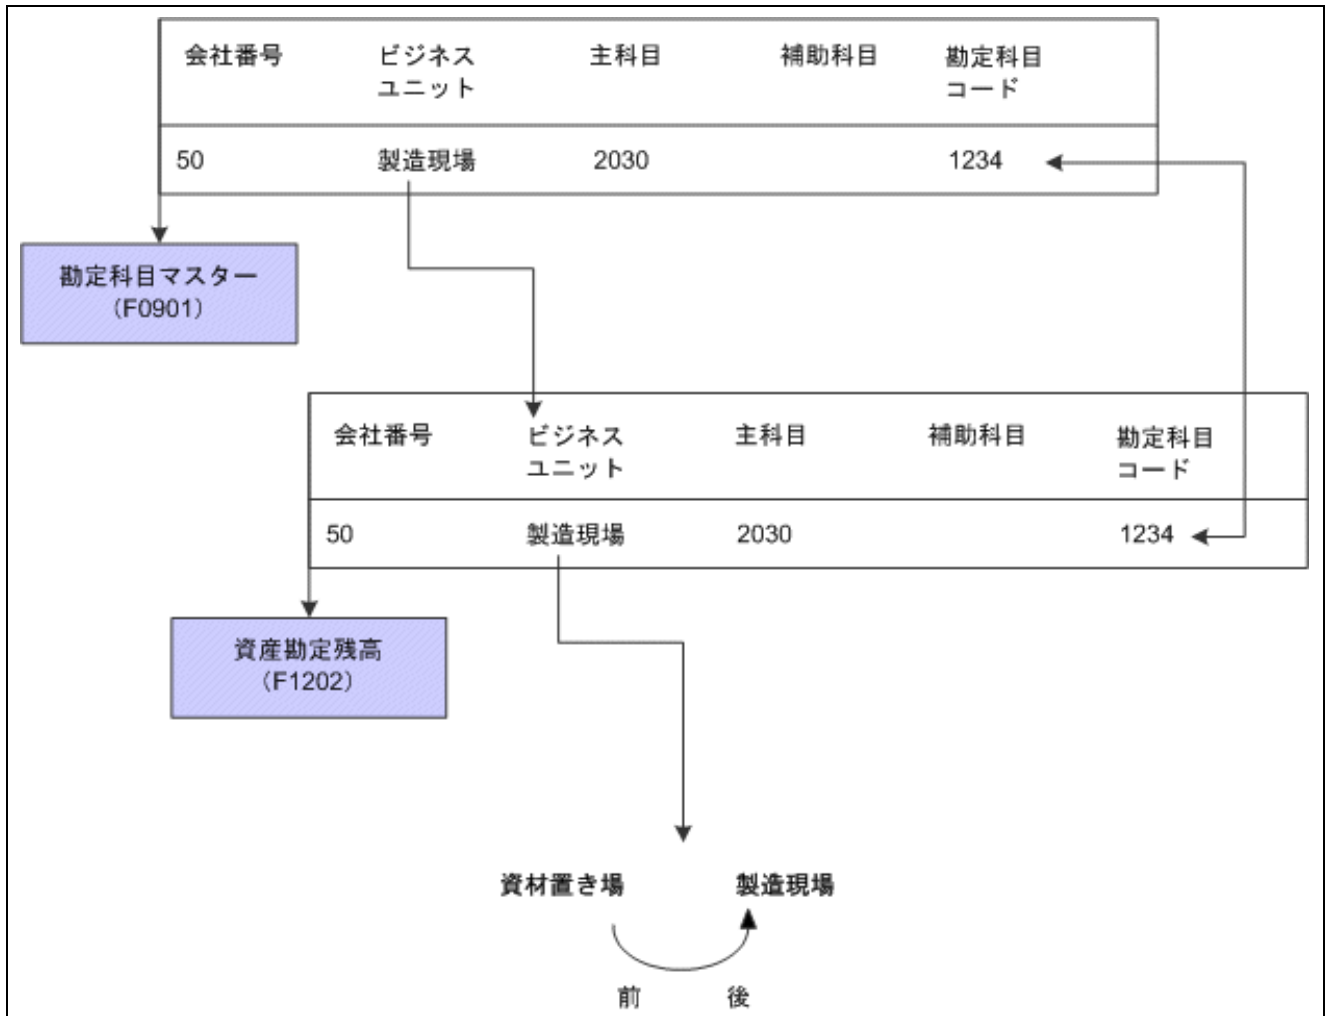 会社番号 ビジネス 主科目 補助科目 勘定科目
ユニット コード
50 製造現場 2030 1234
勘定科目マスター
（F0901）
会社番号 ビジネス 主科目 補助科目 勘定科目
ユニット コード
50 製造現場 2030 1234
資産勘定残高
（F1202）
資材置き場 製造現場
前 後